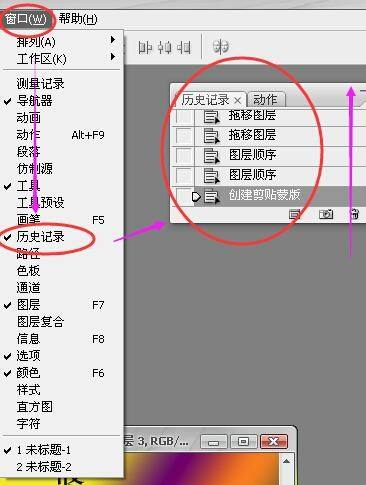 窗口(W) 帮助(H)
排列(A)
工作区(K)
测量记录
导航器
动画
动作 Alt+F9
段落
仿制源
工具
工具预设
画笔 F5
历史记录
路径
色板
通道
图层 F7
图层复合
信息 F8
选项
颜色 F6
样式
直方图
字符
1 未标题-1
2 未标题-2
历史记录 × 动作
拖移图层
拖移图层
图层顺序
图层顺序
创建剪贴蒙版
层 3, RGB/...